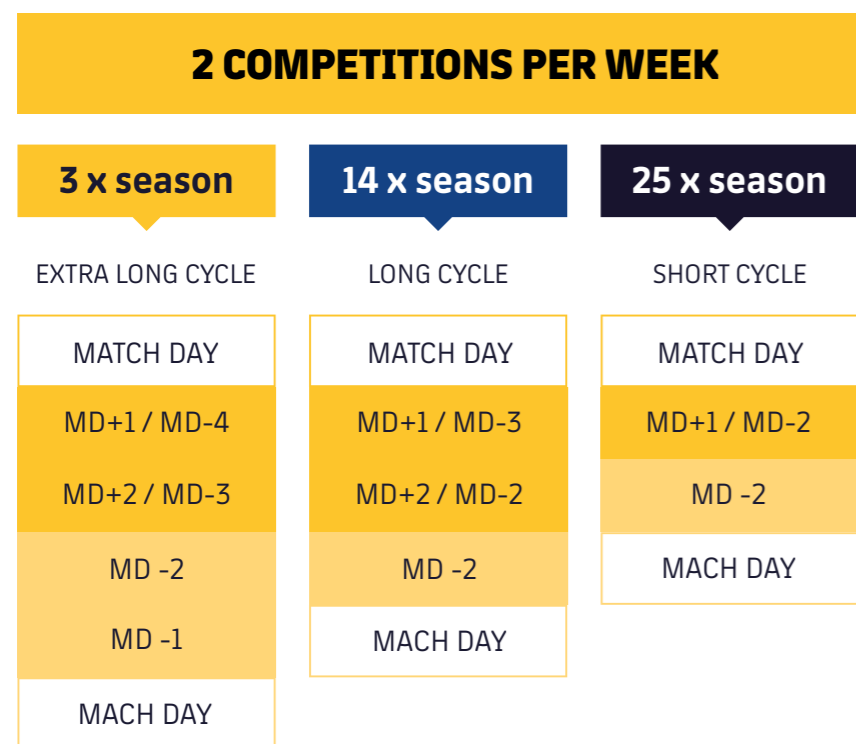 2 COMPETITIONS PER WEEK
3 x season
EXTRA LONG CYCLE
MATCH DAY
MD+1 / MD-4
MD+2 / MD-3
MD -2
MD -1
MACH DAY
14 x season
LONG CYCLE
MATCH DAY
MD+1 / MD-3
MD+2 / MD-2
MD -2
MACH DAY
25 x season
SHORT CYCLE
MATCH DAY
MD+1 / MD-2
MD -2
MACH DAY